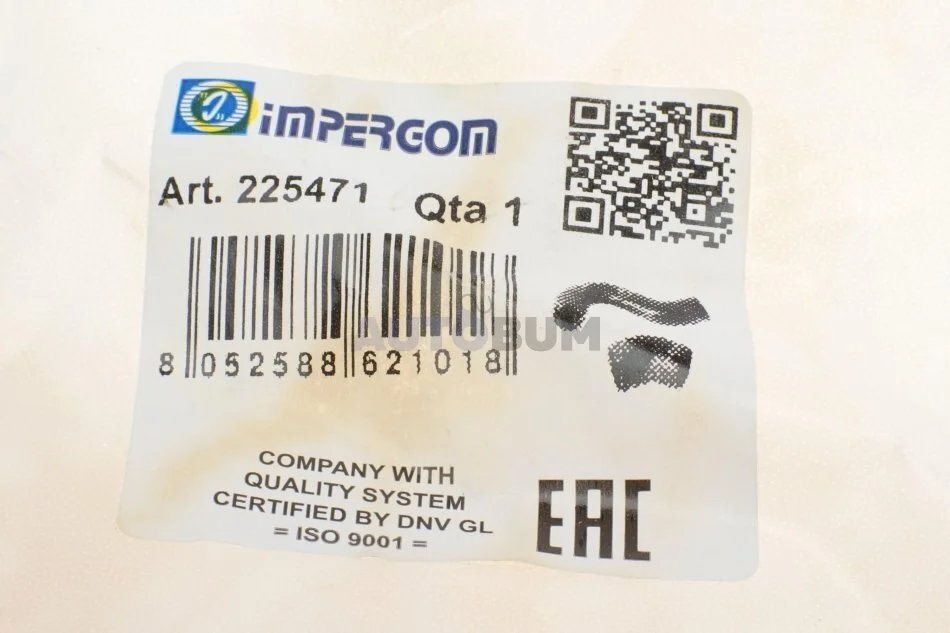 IMPERGOM
Art. 225471 Qta 1
8 052588 621018
AUTOBUM
COMPANY WITH
QUALITY SYSTEM
CERTIFIED BY DNV GL
= ISO 9001 =
EAC